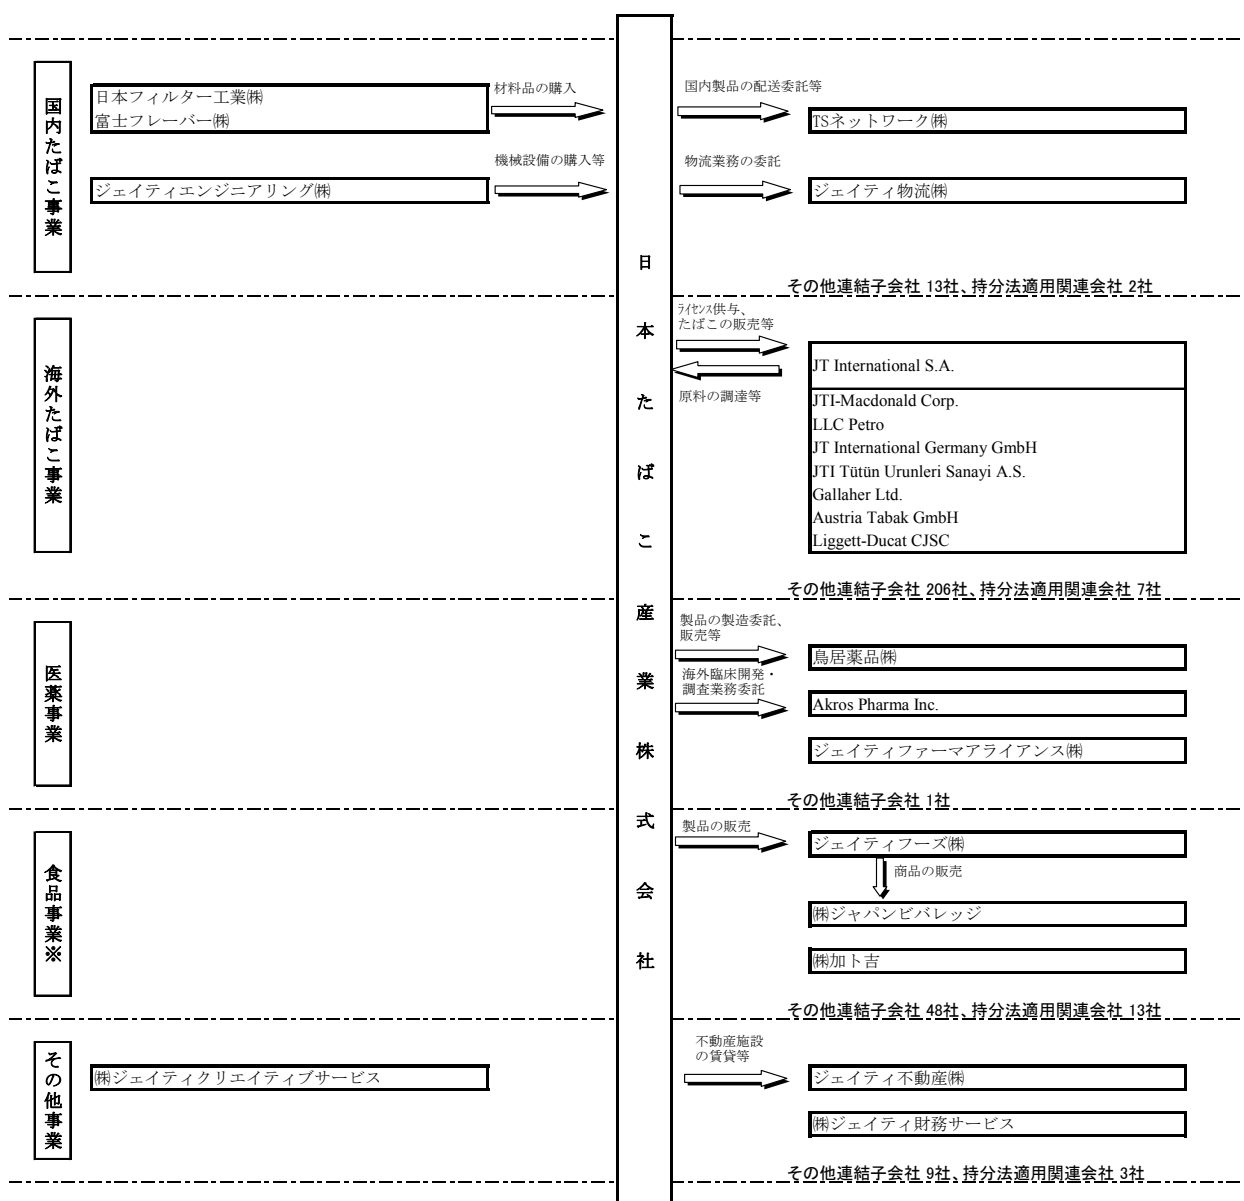 日本たばこ産業株式会社
国内たばこ事業
日本フィルター工業㈱
富士フレーバー㈱
材料品の購入
国内製品の配送委託等
TSネットワーク㈱
ジェイティエンジニアリング㈱
機械設備の購入等
物流業務の委託
ジェイティ物流㈱
その他連結子会社 13社、持分法適用関連会社 2社
海外たばこ事業
ライセンス供与、
たばこの販売等
原料の調達等
JT International S.A.
JTI-Macdonald Corp.
LLC Petro
JT International Germany GmbH
JTI Tütün Urunleri Sanayi A.S.
Gallaher Ltd.
Austria Tabak GmbH
Liggett-Ducat CJSC
その他連結子会社 206社、持分法適用関連会社 7社
医薬事業
製品の製造委託、
販売等
鳥居薬品㈱
海外臨床開発・
調査業務委託
Akros Pharma Inc.
ジェイティファーマアライアンス㈱
その他連結子会社 1社
食品事業※
製品の販売
ジェイティフーズ㈱
商品の販売
㈱ジャパンビバレッジ
㈱加ト吉
その他連結子会社 48社、持分法適用関連会社 13社
その他事業
㈱ジェイティクリエイティブサービス
不動産施設
の賃貸等
ジェイティ不動産㈱
㈱ジェイティ財務サービス
その他連結子会社 9社、持分法適用関連会社 3社